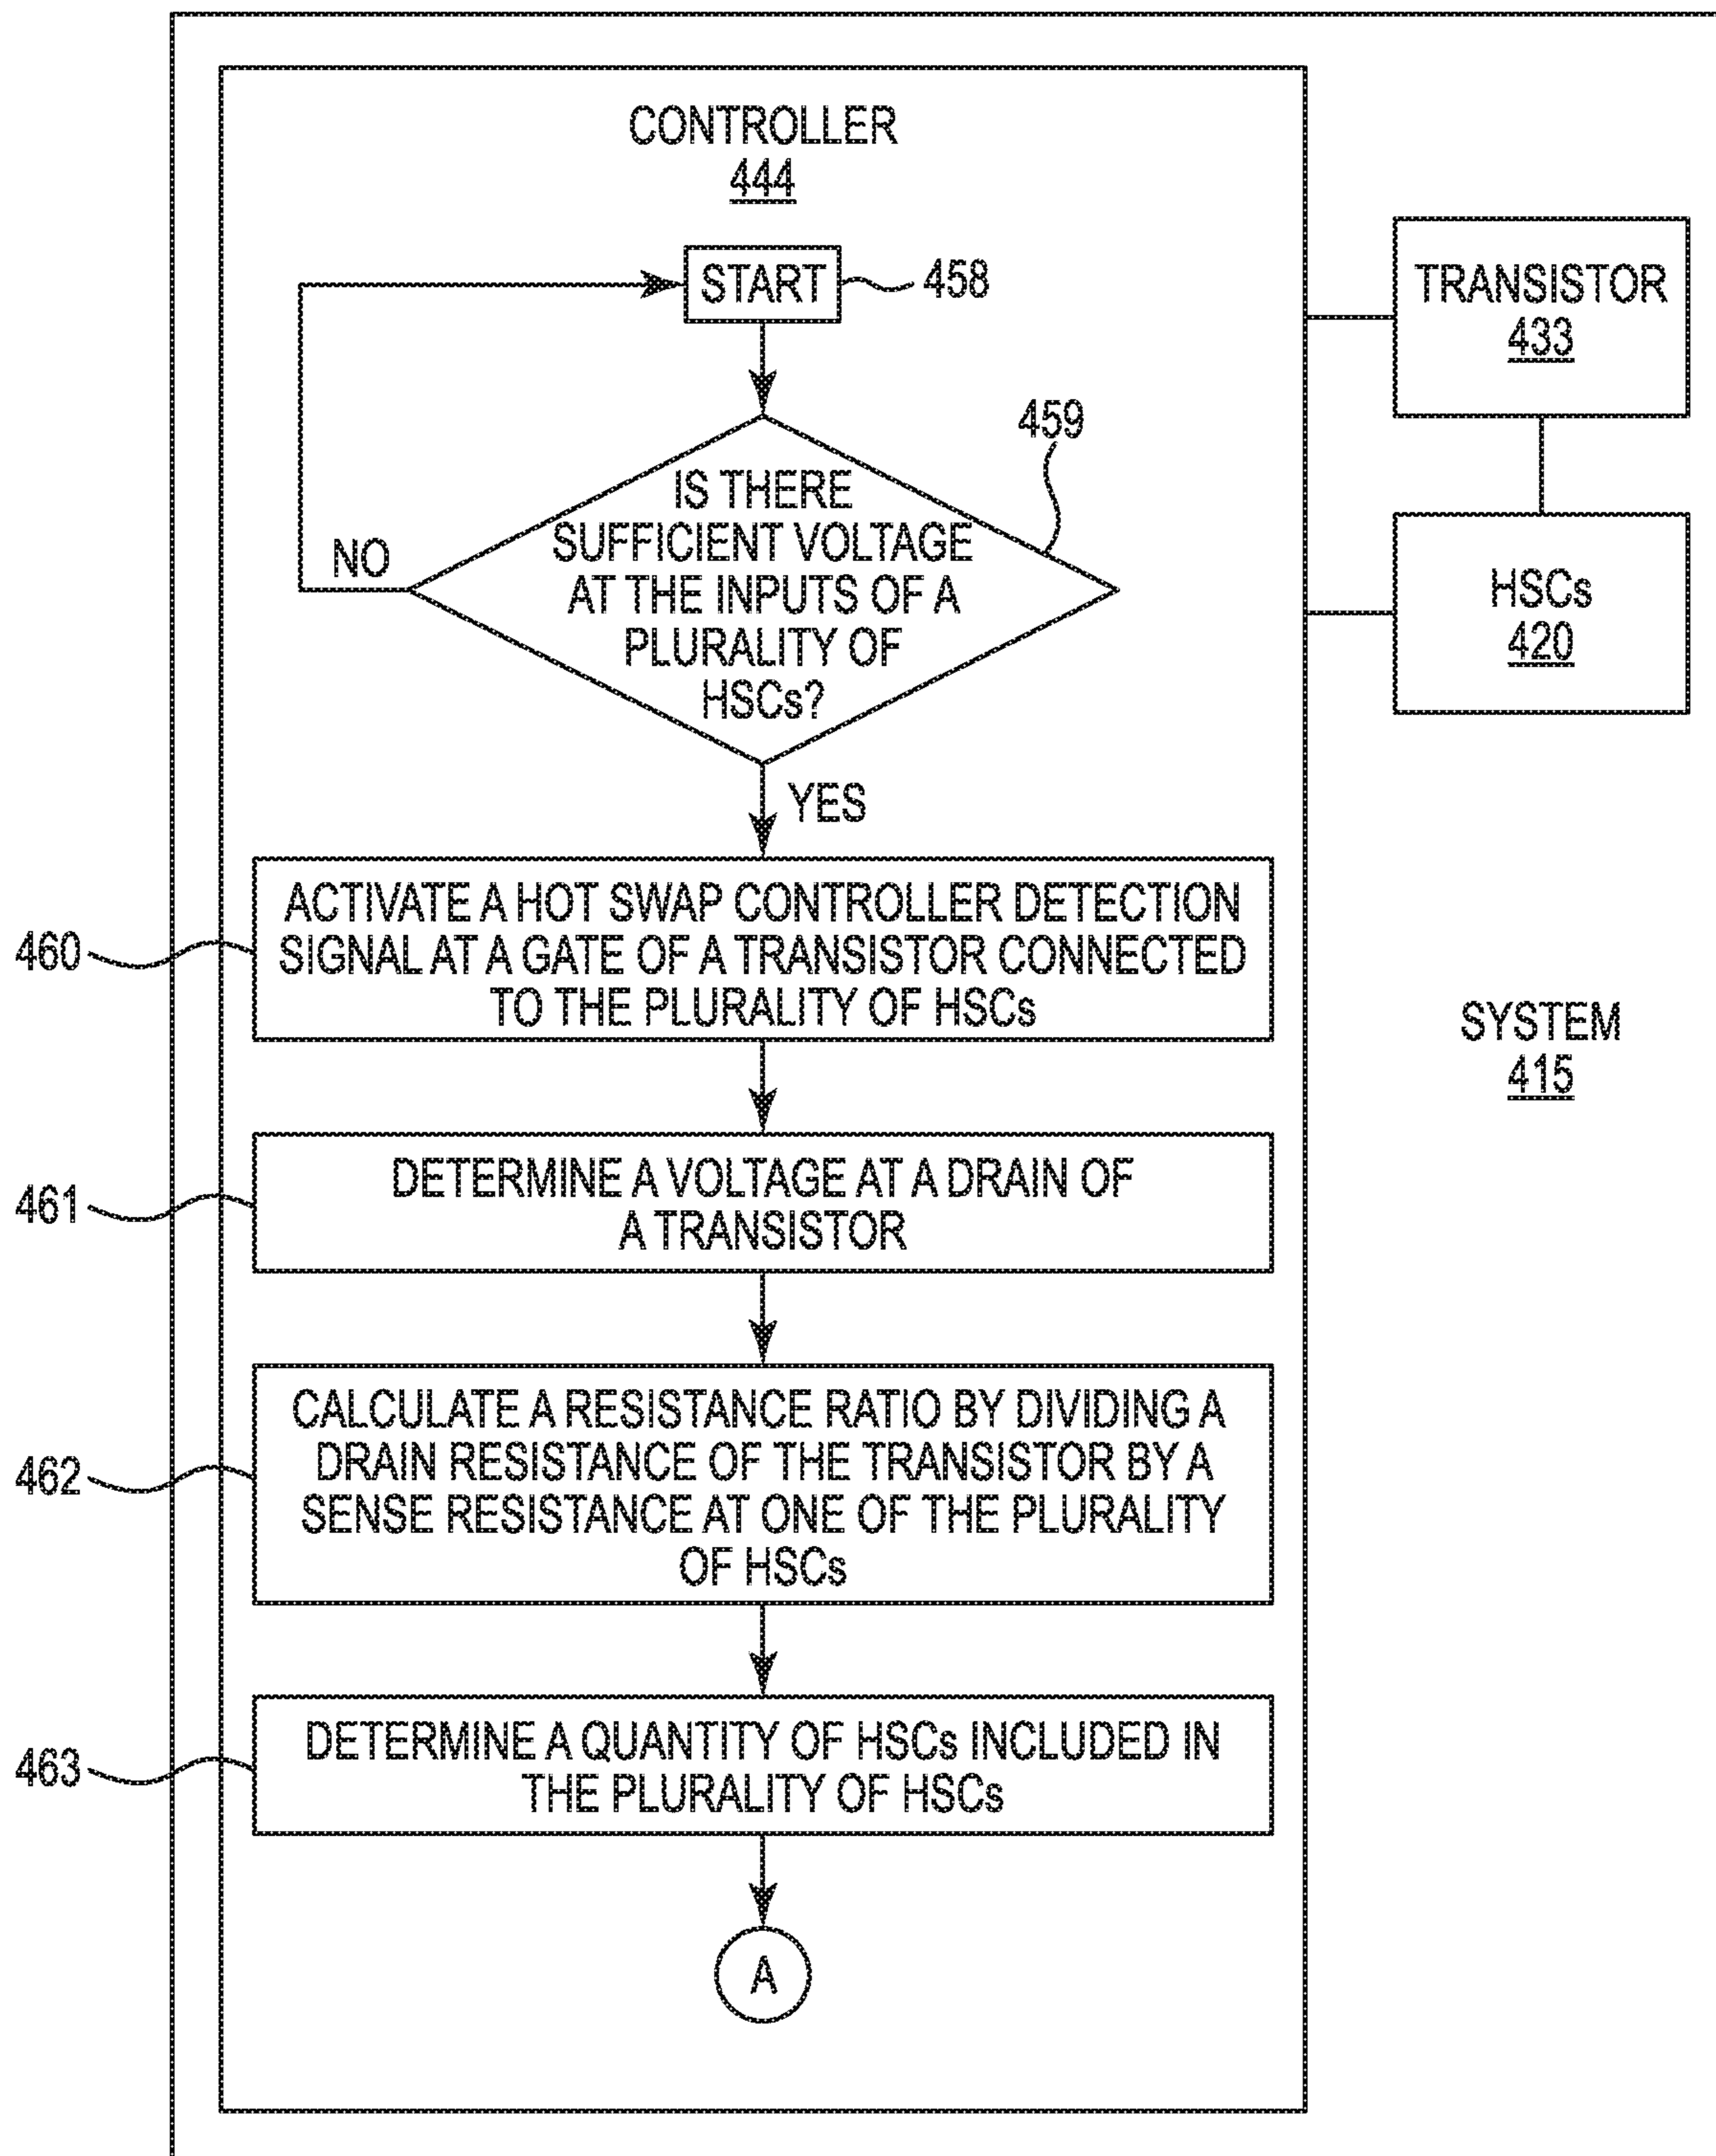 CONTROLLER
444
START
458
459
IS THERE
SUFFICIENT VOLTAGE
AT THE INPUTS OF A
PLURALITY OF
HSCs?
NO
YES
460
ACTIVATE A HOT SWAP CONTROLLER DETECTION
SIGNAL AT A GATE OF A TRANSISTOR CONNECTED
TO THE PLURALITY OF HSCs
461
DETERMINE A VOLTAGE AT A DRAIN OF
A TRANSISTOR
462
CALCULATE A RESISTANCE RATIO BY DIVIDING A
DRAIN RESISTANCE OF THE TRANSISTOR BY A
SENSE RESISTANCE AT ONE OF THE PLURALITY
OF HSCs
463
DETERMINE A QUANTITY OF HSCs INCLUDED IN
THE PLURALITY OF HSCs
A
TRANSISTOR
433
HSCs
420
SYSTEM
415